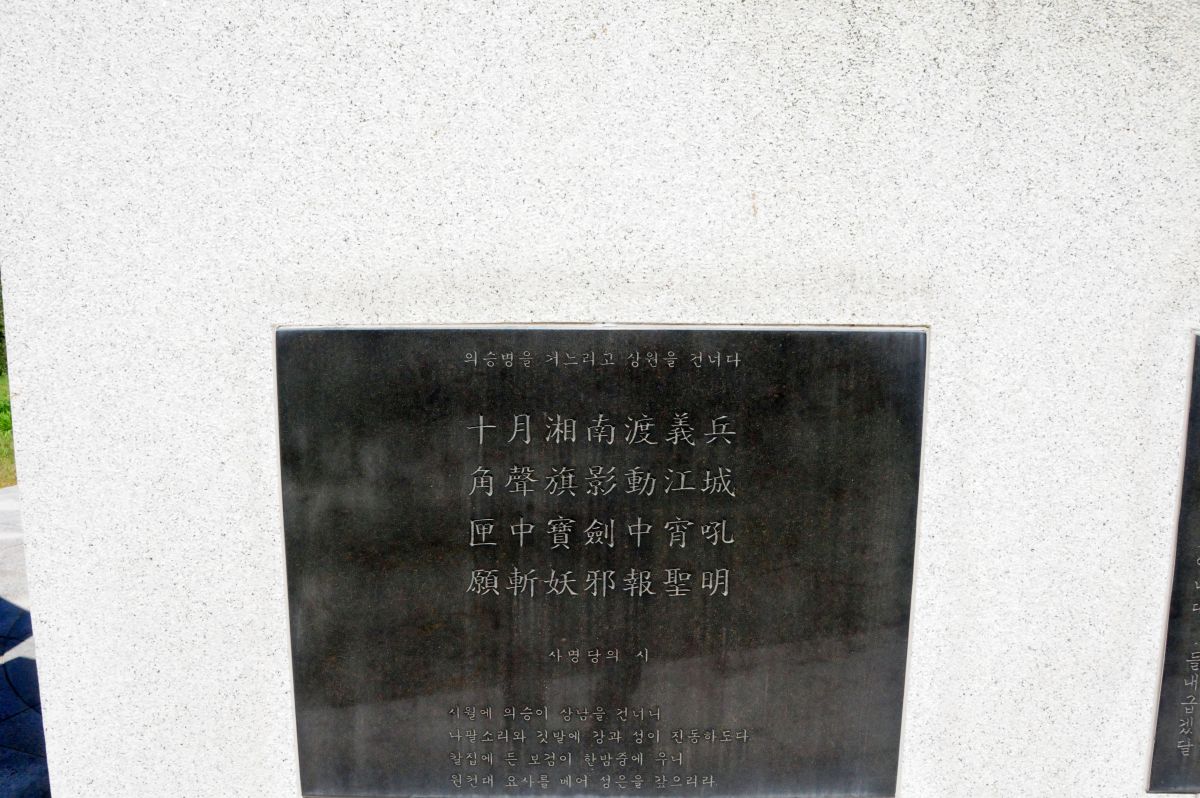 의승병을 거느리고 상원을 건너다
十月湘南渡義兵
角聲旗影動江城
匣中寶劍中宵吼
願斬妖邪報聖明
사명당의 시
시월에 의승이 상남을 건너니
나팔소리와 깃발에 강과 성이 진동하도다
칼집에 든 보검이 한밤중에 우니
원컨대 요사를 베어 성은을 갚으리라